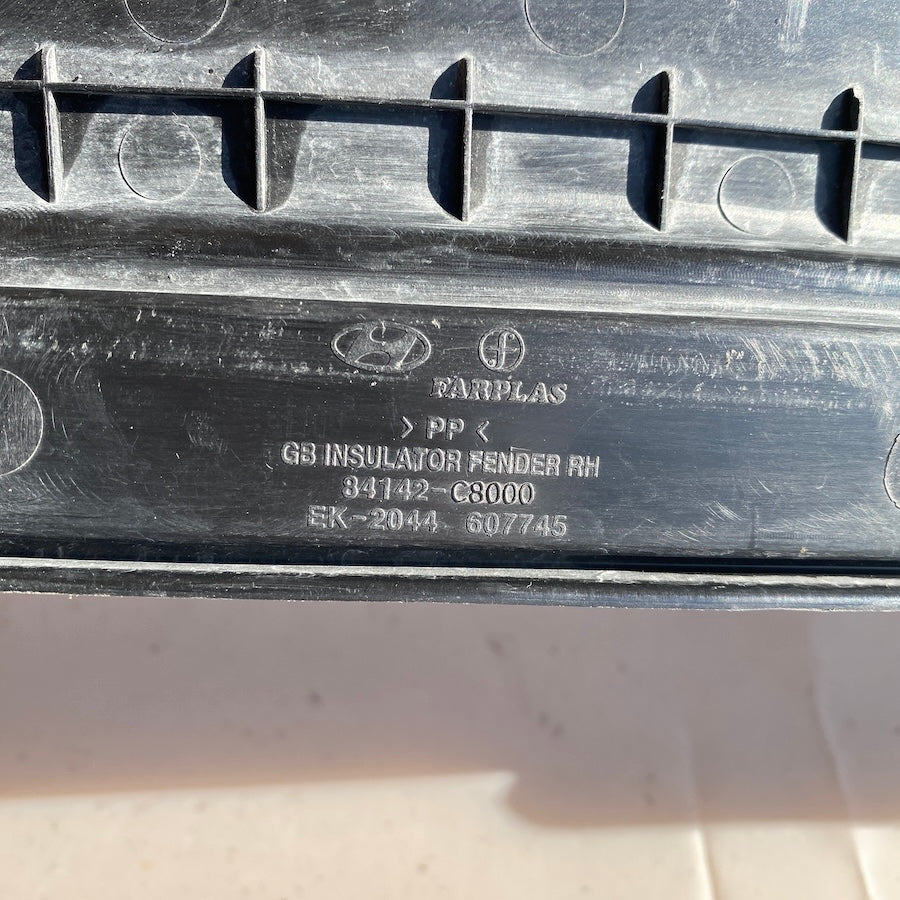 FARPLAS
> PP <
GB INSULATOR FENDER RH
84142-C8000
EK-2044 607745